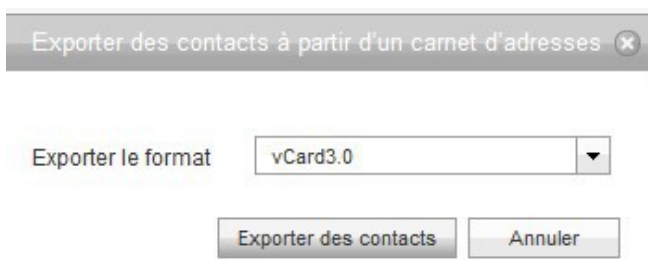 Exporter des contacts à partir d'un carnet d'adresses
Exporter le format vCard3.0
Exporter des contacts Annuler